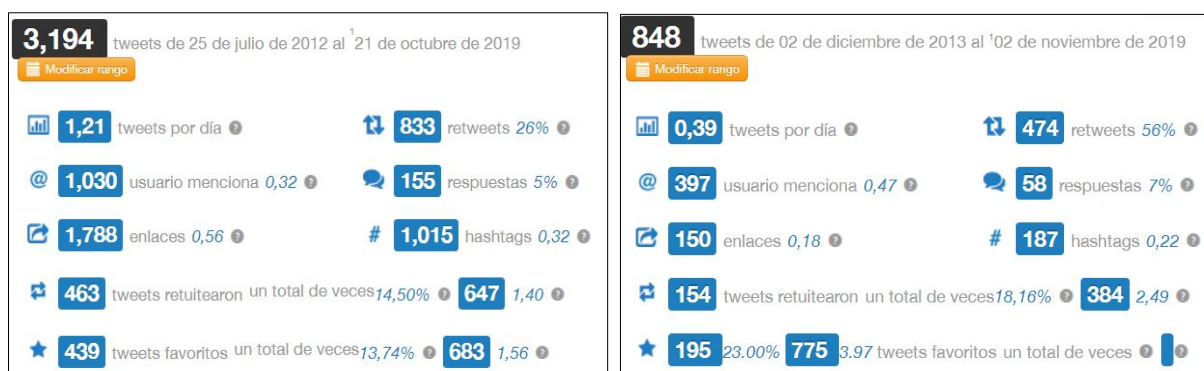 3,194 tweets de 25 de julio de 2012 al ¹21 de octubre de 2019
Modificar rango
1,21 tweets por día ?
833 retweets 26% ?
@ 1,030 usuario menciona 0,32 ?
155 respuestas 5% ?
1,788 enlaces 0,56 ?
# 1,015 hashtags 0,32 ?
463 tweets retuitearon un total de veces 14,50% ? 647 1,40 ?
439 tweets favoritos un total de veces 13,74% ? 683 1,56 ?
848 tweets de 02 de diciembre de 2013 al ¹02 de noviembre de 2019
Modificar rango
0,39 tweets por día ?
474 retweets 56% ?
@ 397 usuario menciona 0,47 ?
58 respuestas 7% ?
150 enlaces 0,18 ?
# 187 hashtags 0,22 ?
154 tweets retuitearon un total de veces 18,16% ? 384 2,49 ?
195 23.00% 775 3.97 tweets favoritos un total de veces ? ?